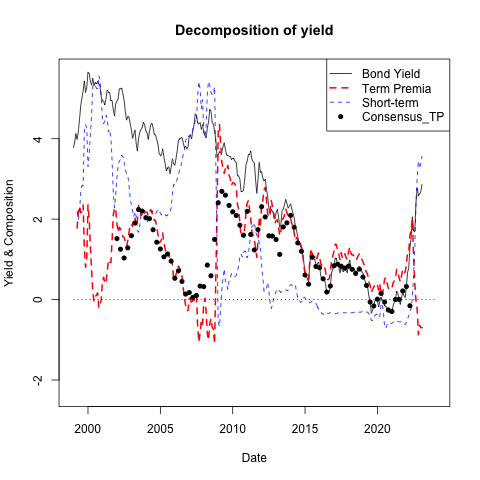 Decomposition of yield
Bond Yield
Term Premia
Short-term
Consensus_TP
Yield & Composition
4
2
0
-2
2000
2005
2010
2015
2020
Date